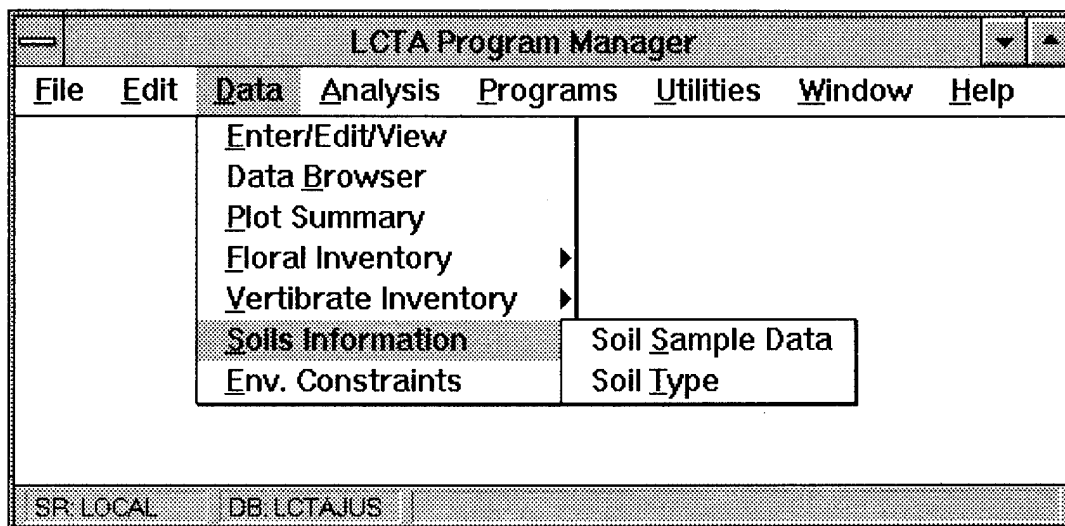 LCTA Program Manager
File Edit Data Analysis Programs Utilities Window Help
Enter/Edit/View
Data Browser
Plot Summary
Floral Inventory
Vertibrate Inventory
Soils Information
Soil Sample Data
Env. Constraints
Soil Type
SR: LOCAL DB: LCTAJUS